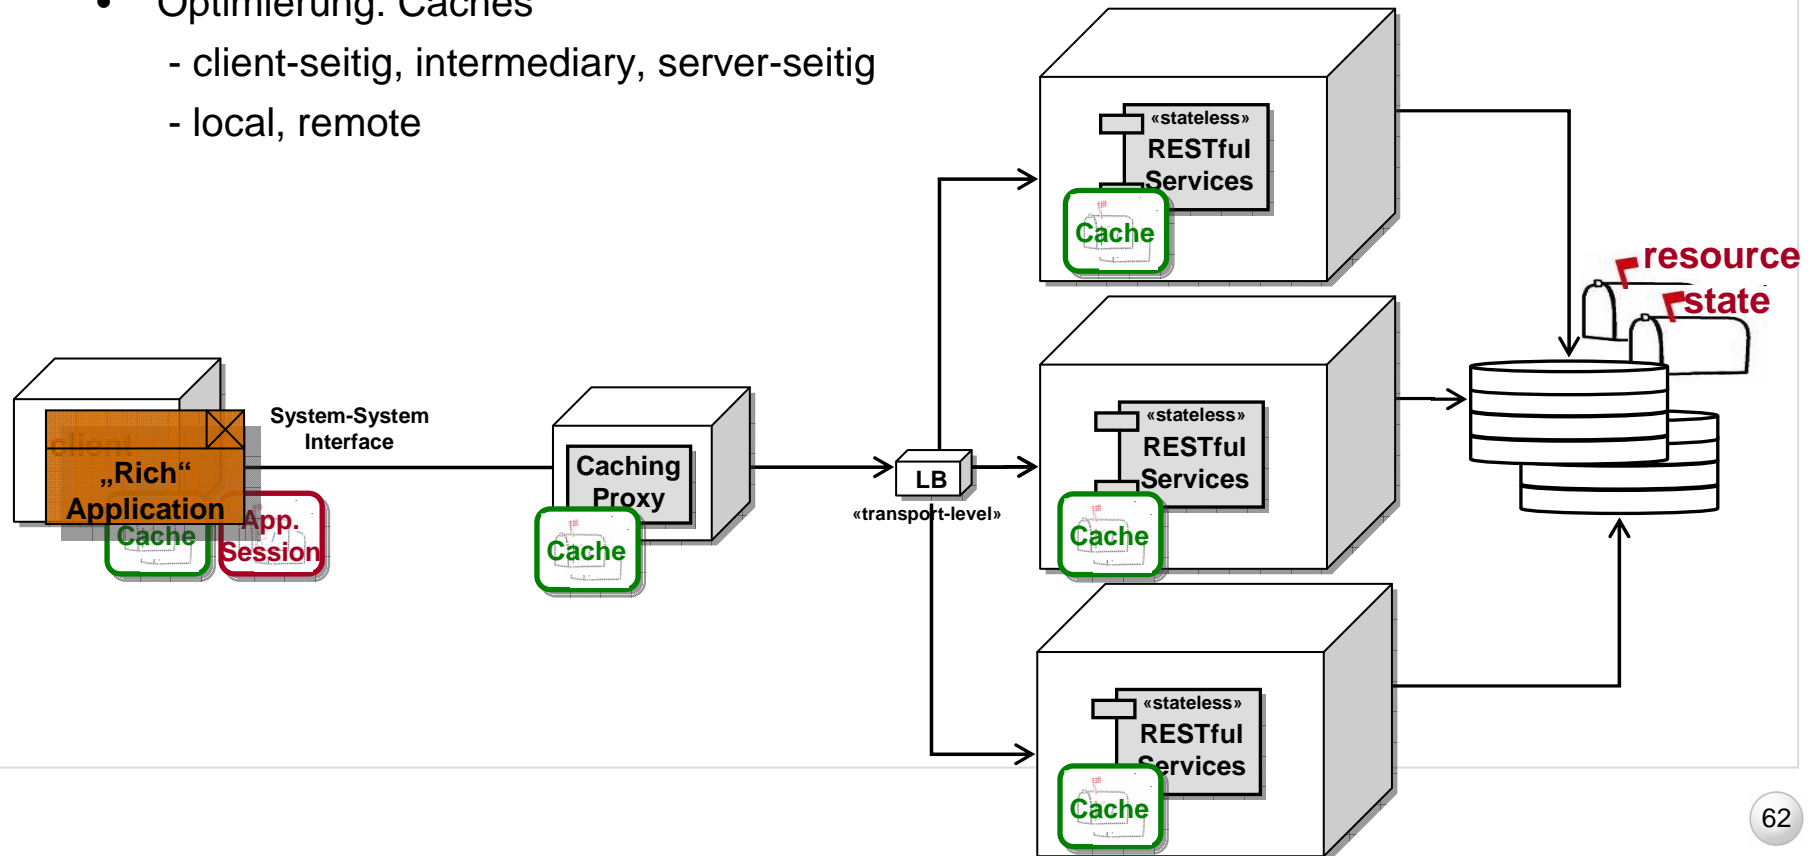 • Optimierung: Caches
- client-seitig, intermediary, server-seitig
- local, remote
«stateless»
RESTful
Services
Cache
resource
state
System-System
Interface
client
„Rich“
Application
Cache
App.
Session
Caching
Proxy
Cache
LB
«transport-level»
«stateless»
RESTful
Services
Cache
«stateless»
RESTful
Services
Cache
62